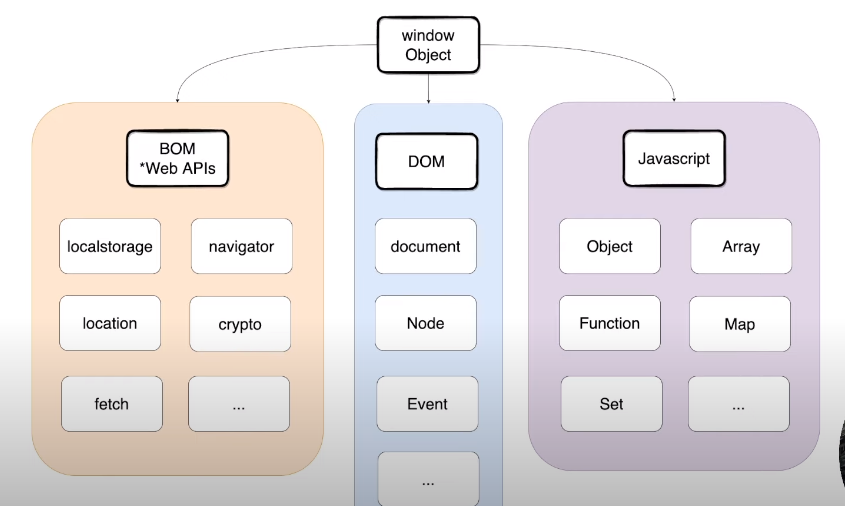 window
Object
BOM
*Web APIs
DOM
Javascript
localstorage
navigator
document
Object
Array
location
crypto
Node
Function
Map
fetch
...
Event
Set
...
...